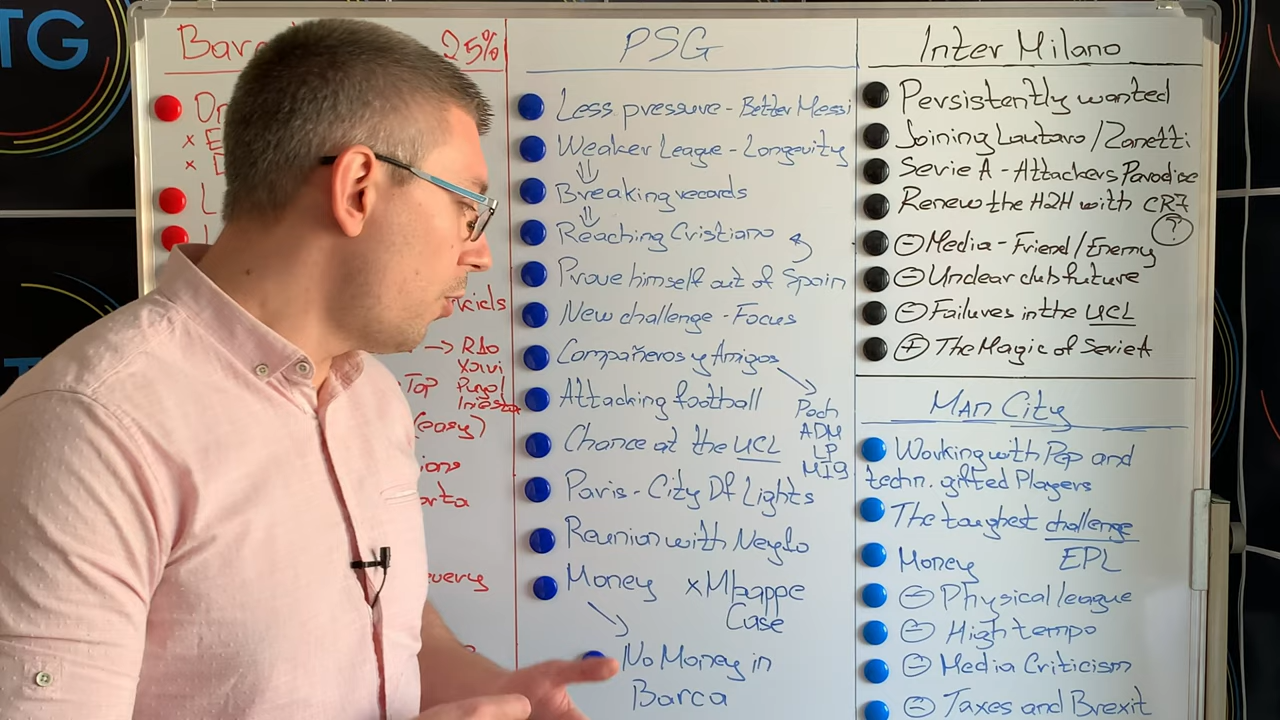 TG
25%
R10
Xavi
Top Puyol
Iniesta
(easy)
every
PSG
Less pressure - Better Messi
Weaker League - Longevity
Breaking records
Reaching Cristiano
Prove himself out of Spain
New challenge - Focus
Compañeros y Amigos
Attacking football
Poch
ADM
LP
MI9
Chance at the UCL
Paris - City Of Lights
Reunion with
Money x Mbappe
Case
No Money in
Barca
Inter Milano
Persistently wanted
Joining Lautaro / Zanetti
Serie A - Attackers Paradise
Renew the H2H with CR7
?
- Media - Friend / Enemy
- Unclear club future
- Failures in the UCL
+ The Magic of Serie A
Man City
Working with Pep and
techn. gifted Players
The toughest challenge
Money EPL
- Physical league
- High tempo
- Media Criticism
- Taxes and Brexit